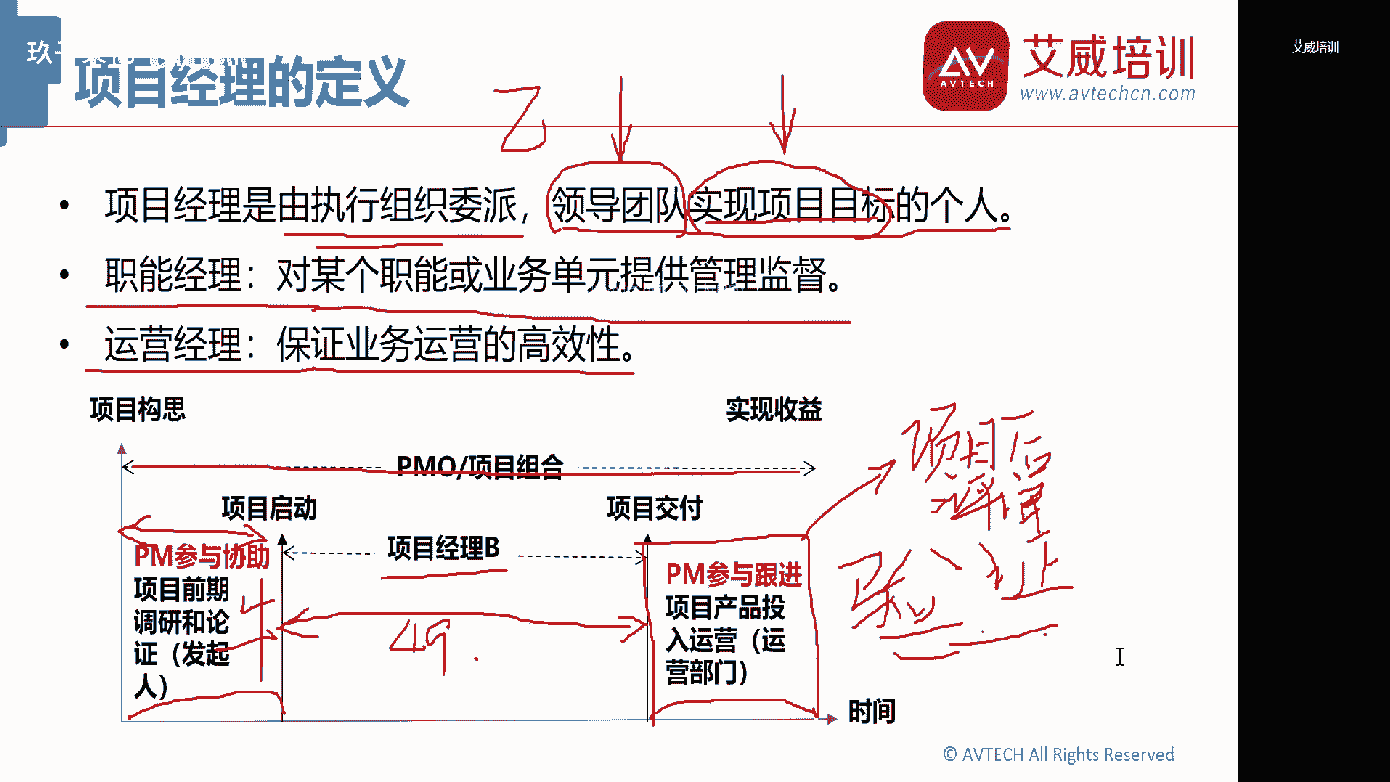 项目经理的定义
AV
AVTECH
艾威培训
www.avtechcn.com
艾威培训
• 项目经理是由执行组织委派，领导团队实现项目目标的个人。
• 职能经理：对某个职能或业务单元提供管理监督。
• 运营经理：保证业务运营的高效性。
项目构思
实现收益
PMO/项目组合
项目启动
项目交付
项目经理B
PM参与协助
项目前期
调研和论
证（发起
人）
PM参与跟进
项目产品投
入运营（运
营部门）
时间
49
项目后
评价
验证
© AVTECH All Rights Reserved